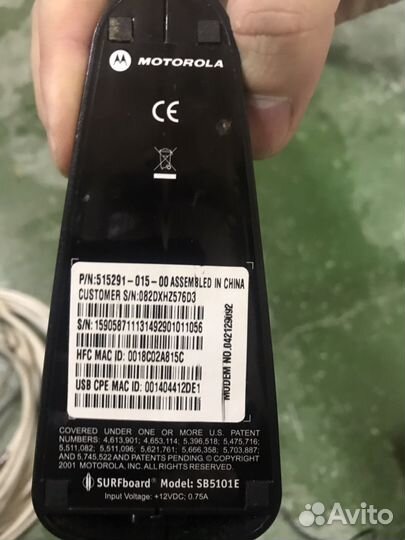 MOTOROLA
CE
P/N:515291-015-00 ASSEMBLED IN CHINA
CUSTOMER S/N:082DXHZ576D3
S/N:159058711131492901011056
HFC MAC ID: 0018C02A815C
USB CPE MAC ID: 001404412DE1
MODEM NO.042129092
COVERED UNDER ONE OR MORE U.S. PATENT
NUMBERS: 4,613,901; 4,653,114; 5,396,518; 5,475,716;
5,511,082; 5,511,096; 5,621,761; 5,666,358; 5,703,887;
AND 5,745,522 AND PATENTS PENDING. © COPYRIGHT
2001 MOTOROLA, INC. ALL RIGHTS RESERVED.
SURFboard® Model: SB5101E
Input Voltage: +12VDC; 0.75A
Avito